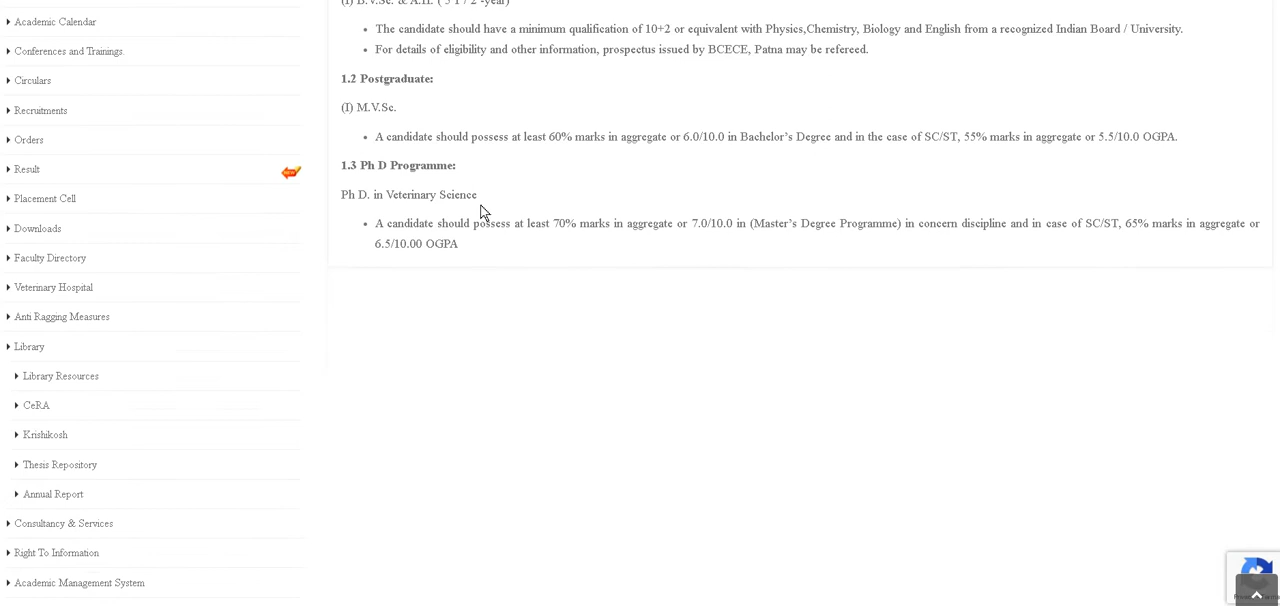 (I) B.V.Sc. & A.H. ( 5 1 / 2 -year)
Academic Calendar
The candidate should have a minimum qualification of 10+2 or equivalent with Physics,Chemistry, Biology and English from a recognized Indian Board / University.
Conferences and Trainings.
For details of eligibility and other information, prospectus issued by BCECE, Patna may be refereed.
Circulars
1.2 Postgraduate:
Recruitments
(I) M.V.Sc.
Orders
A candidate should possess at least 60% marks in aggregate or 6.0/10.0 in Bachelor’s Degree and in the case of SC/ST, 55% marks in aggregate or 5.5/10.0 OGPA.
Result
NEW
1.3 Ph D Programme:
Placement Cell
Ph D. in Veterinary Science
Downloads
A candidate should possess at least 70% marks in aggregate or 7.0/10.0 in (Master’s Degree Programme) in concern discipline and in case of SC/ST, 65% marks in aggregate or
6.5/10.00 OGPA
Faculty Directory
Veterinary Hospital
Anti Ragging Measures
Library
Library Resources
CeRA
Krishikosh
Thesis Repository
Annual Report
Consultancy & Services
Right To Information
Academic Management System